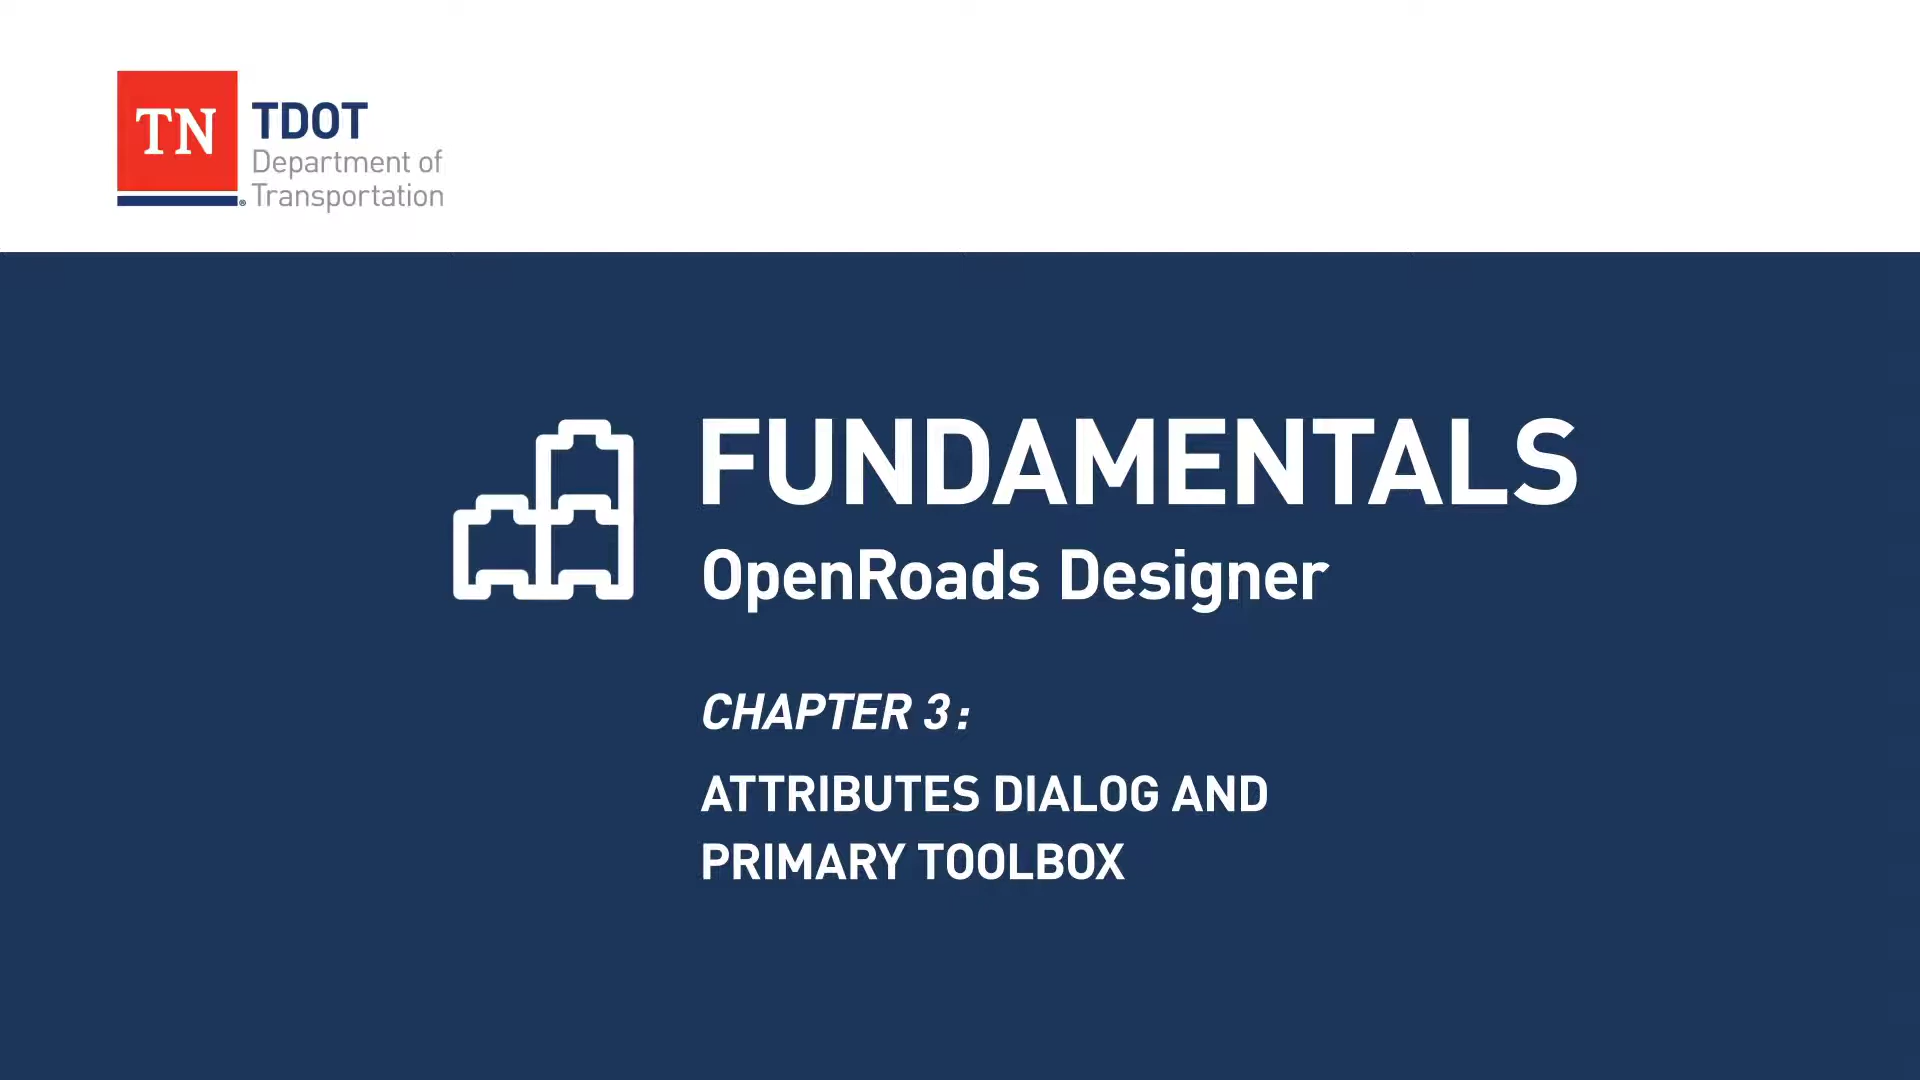 TN
TDOT
Department of
Transportation
®
FUNDAMENTALS
OpenRoads Designer
CHAPTER 3:
ATTRIBUTES DIALOG AND
PRIMARY TOOLBOX